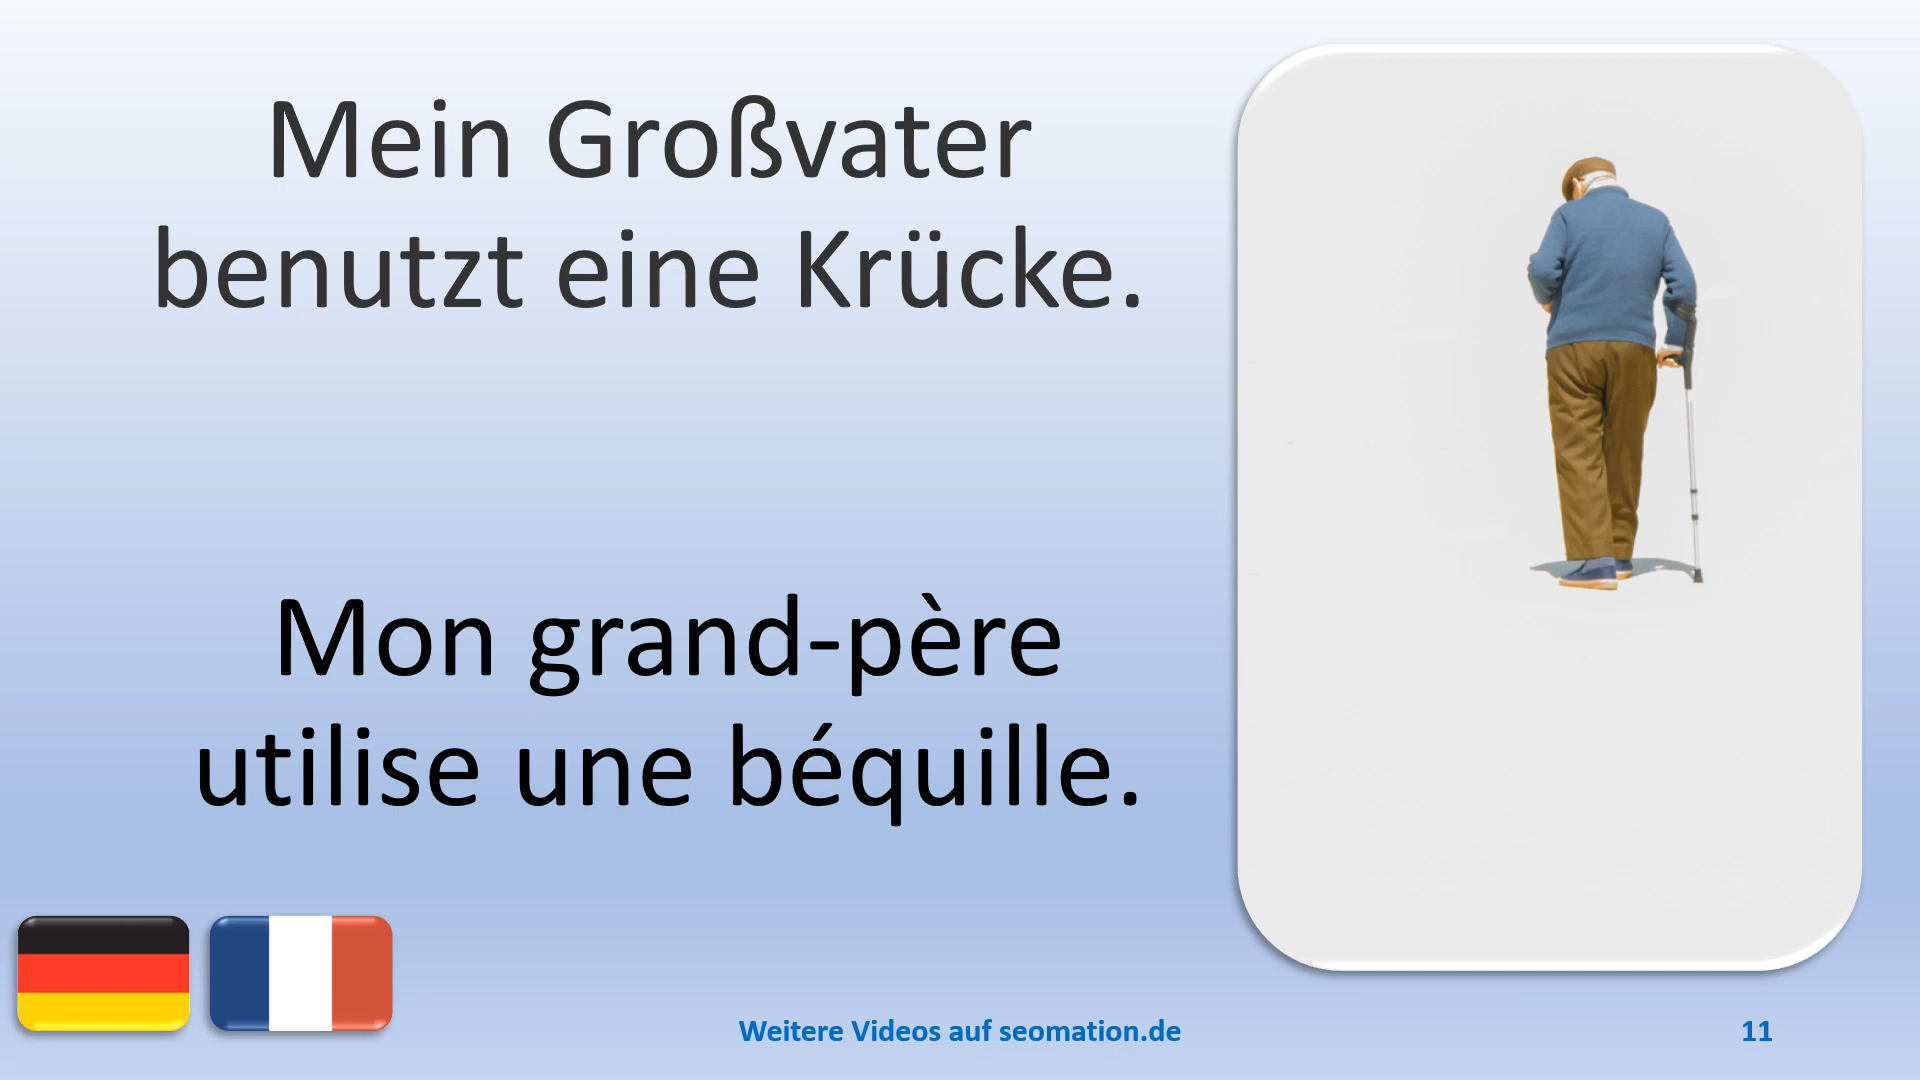 Mein Großvater
benutzt eine Krücke.
Mon grand-père
utilise une béquille.
Weitere Videos auf seomation.de
11